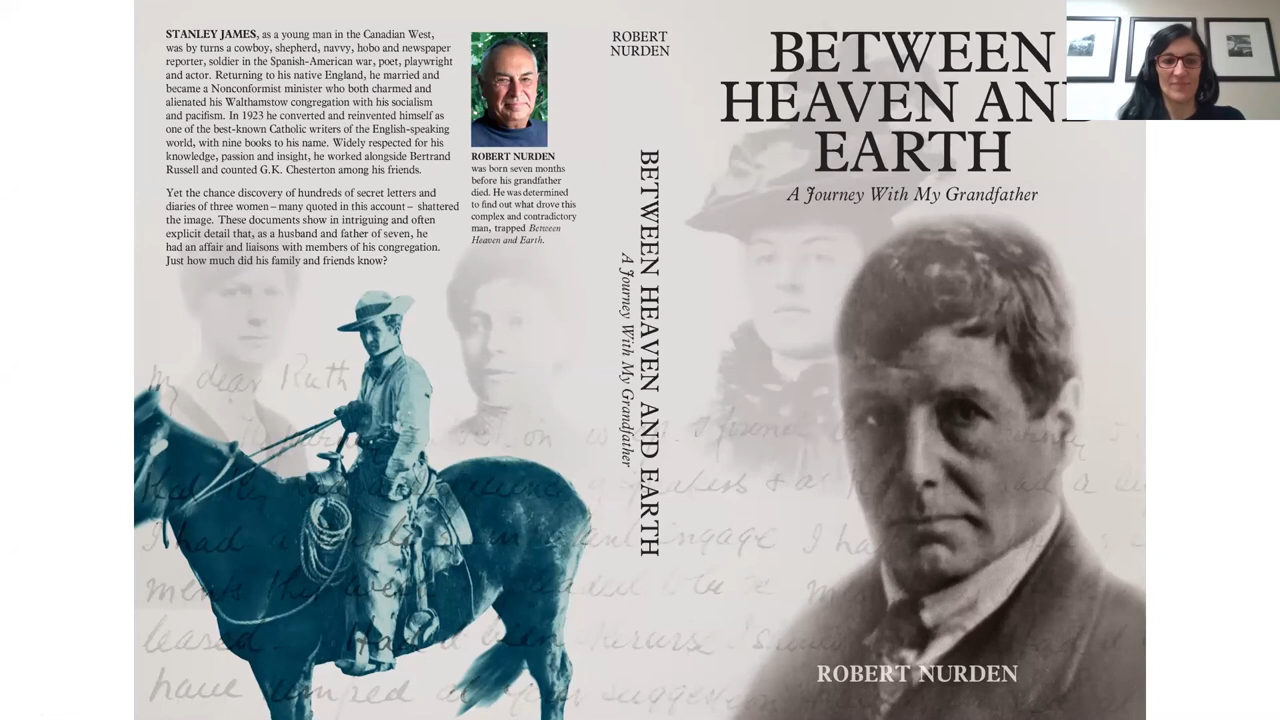 STANLEY JAMES, as a young man in the Canadian West,
was by turns a cowboy, shepherd, navvy, hobo and newspaper
reporter, soldier in the Spanish-American war, poet, playwright
and actor. Returning to his native England, he married and
became a Nonconformist minister who both charmed and
alienated his Walthamstow congregation with his socialism
and pacifism. In 1923 he converted and reinvented himself as
one of the best-known Catholic writers of the English-speaking
world, with nine books to his name. Widely respected for his
knowledge, passion and insight, he worked alongside Bertrand
Russell and counted G.K. Chesterton among his friends.
Yet the chance discovery of hundreds of secret letters and
diaries of three women – many quoted in this account – shattered
the image. These documents show in intriguing and often
explicit detail that, as a husband and father of seven, he
had an affair and liaisons with members of his congregation.
Just how much did his family and friends know?
ROBERT NURDEN
was born seven months
before his grandfather
died. He was determined
to find out what drove this
complex and contradictory
man, trapped Between
Heaven and Earth.
ROBERT
NURDEN
BETWEEN HEAVEN AND EARTH
A Journey With My Grandfather
BETWEEN
HEAVEN AND
EARTH
A Journey With My Grandfather
ROBERT NURDEN
My dear Ruth
I had a
engage
I ha
leased.
have